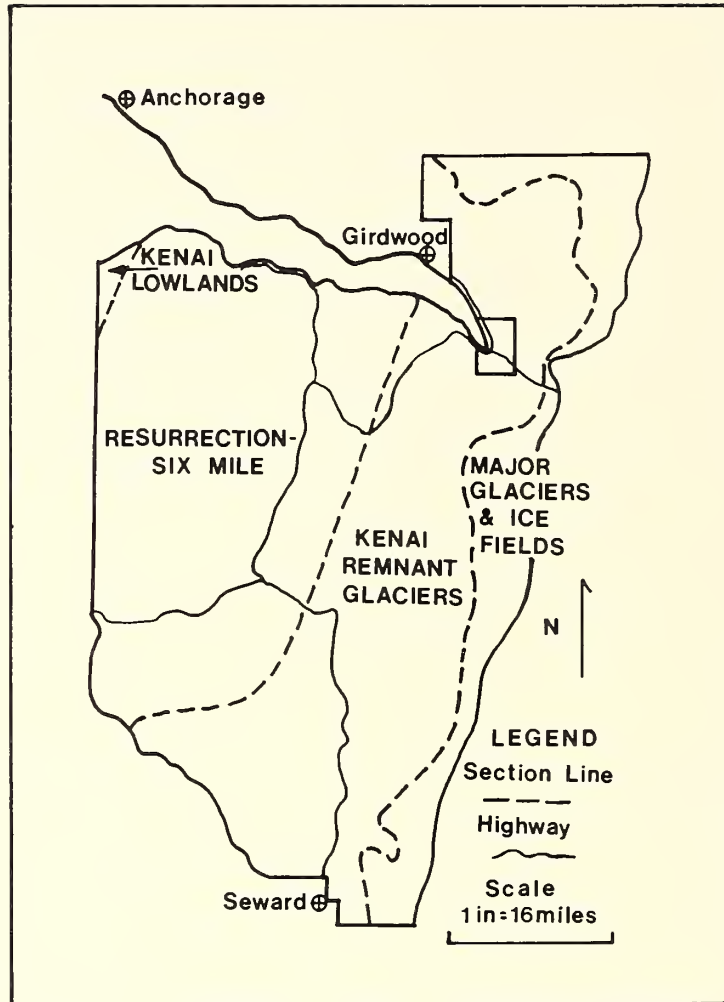 Anchorage
Girdwood
KENAI
LOWLANDS
RESURRECTION-
SIX MILE
MAJOR
GLACIERS
& ICE
FIELDS
KENAI
REMNANT
GLACIERS
N
LEGEND
Section Line
Highway
Scale
1 in=16 miles
Seward